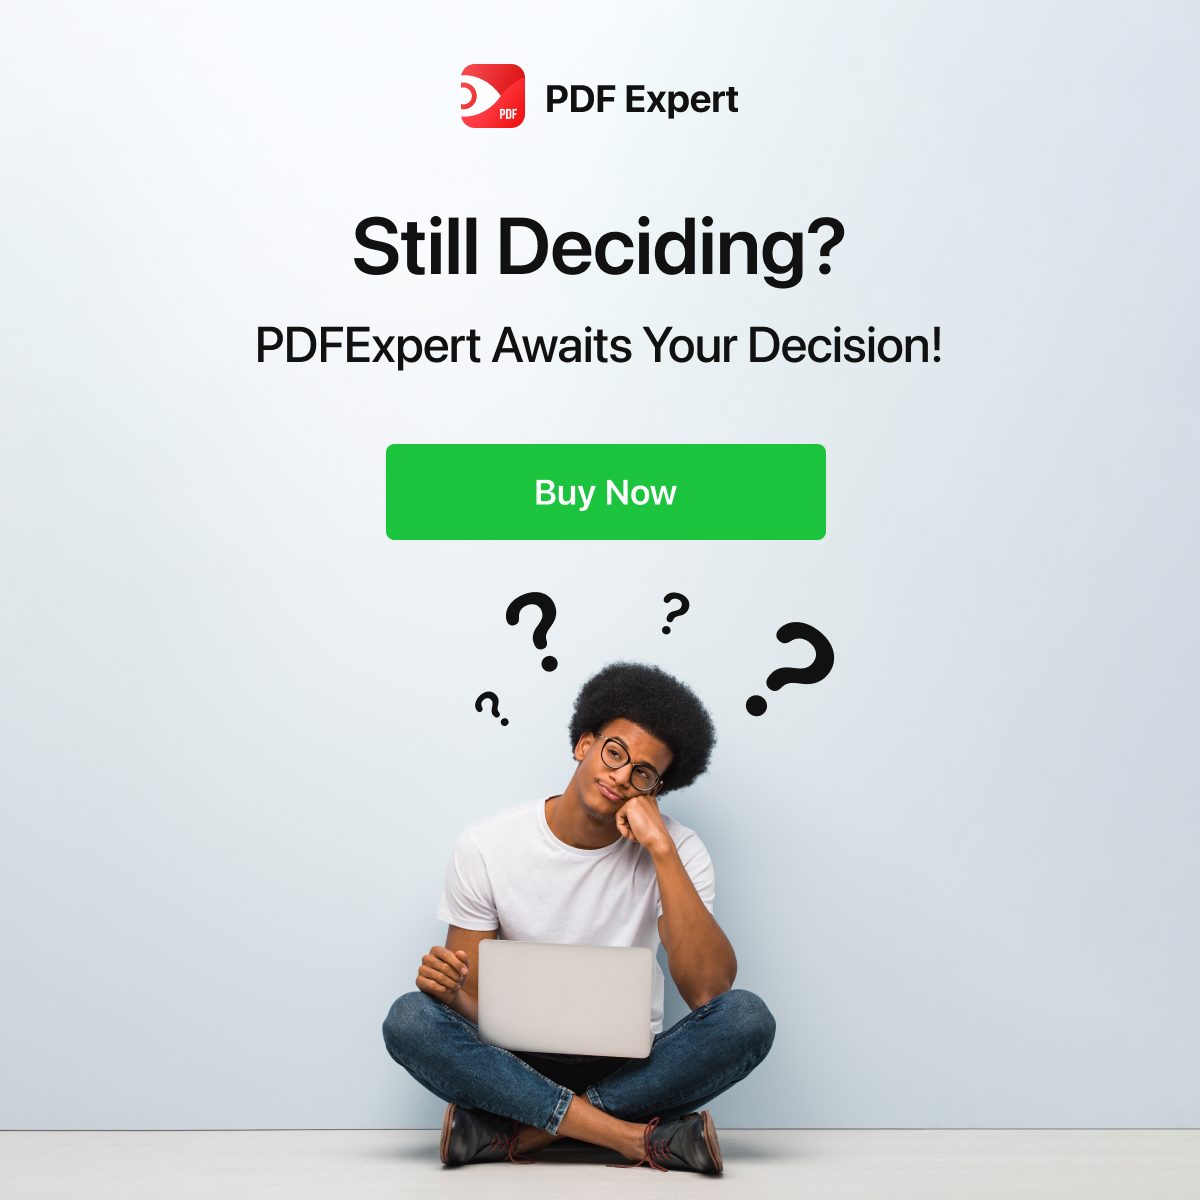 PDF
PDF Expert
Still Deciding?
PDFExpert Awaits Your Decision!
Buy Now
? ? ? ?